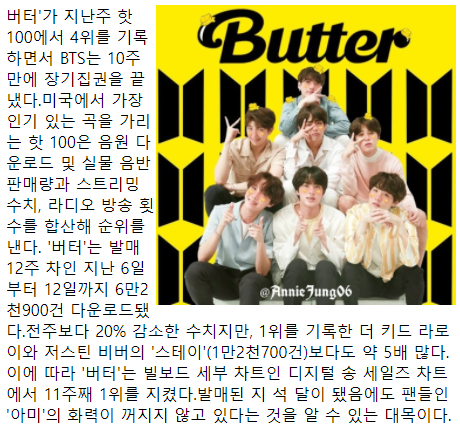 버터'가 지난주 핫
100에서 4위를 기록
하면서 BTS는 10주
만에 장기집권을 끝
냈다.미국에서 가장
인기 있는 곡을 가리
는 핫 100은 음원 다
운로드 및 실물 음반
판매량과 스트리밍
수치, 라디오 방송 횟
수를 합산해 순위를
낸다. '버터'는 발매
12주 차인 지난 6일
부터 12일까지 6만2
천900건 다운로드됐
다.전주보다 20% 감소한 수치지만, 1위를 기록한 더 키드 라로
이와 저스틴 비버의 '스테이'(1만2천700건)보다도 약 5배 많다.
이에 따라 '버터'는 빌보드 세부 차트인 디지털 송 세일즈 차트
에서 11주째 1위를 지켰다.발매된 지 석 달이 됐음에도 팬들인
'아미'의 화력이 꺼지지 않고 있다는 것을 알 수 있는 대목이다.
Butter
@AnnieJung06